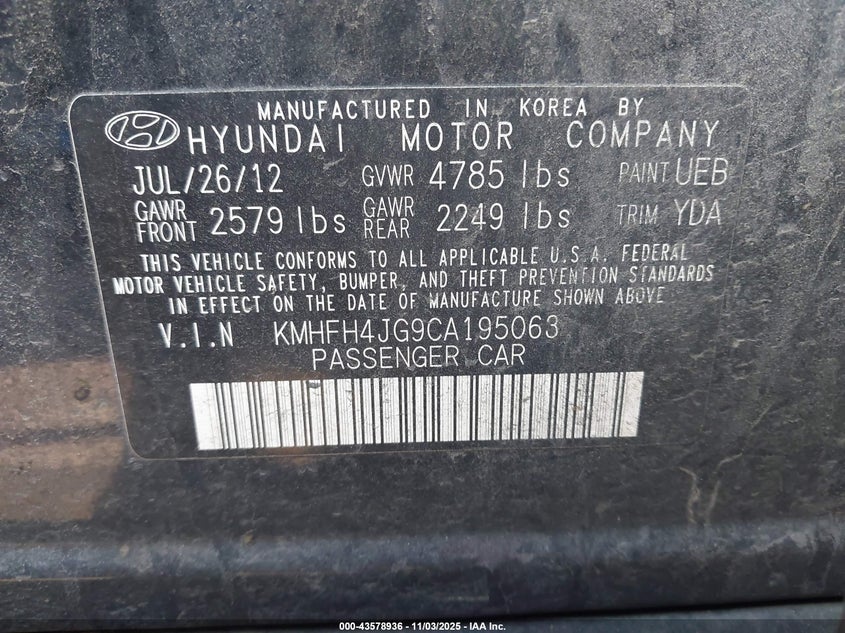 MANUFACTURED IN KOREA BY
HYUNDAI MOTOR COMPANY
JUL/26/12 GVWR 4785 lbs PAINT UEB
GAWR FRONT 2579 lbs GAWR REAR 2249 lbs TRIM YDA
THIS VEHICLE CONFORMS TO ALL APPLICABLE U.S.A. FEDERAL
MOTOR VEHICLE SAFETY, BUMPER, AND THEFT PREVENTION STANDARDS
IN EFFECT ON THE DATE OF MANUFACTURE SHOWN ABOVE
V.I.N KMHFH4JG9CA195063
PASSENGER CAR
000-43578936 - 11/03/2025 - IAA Inc.